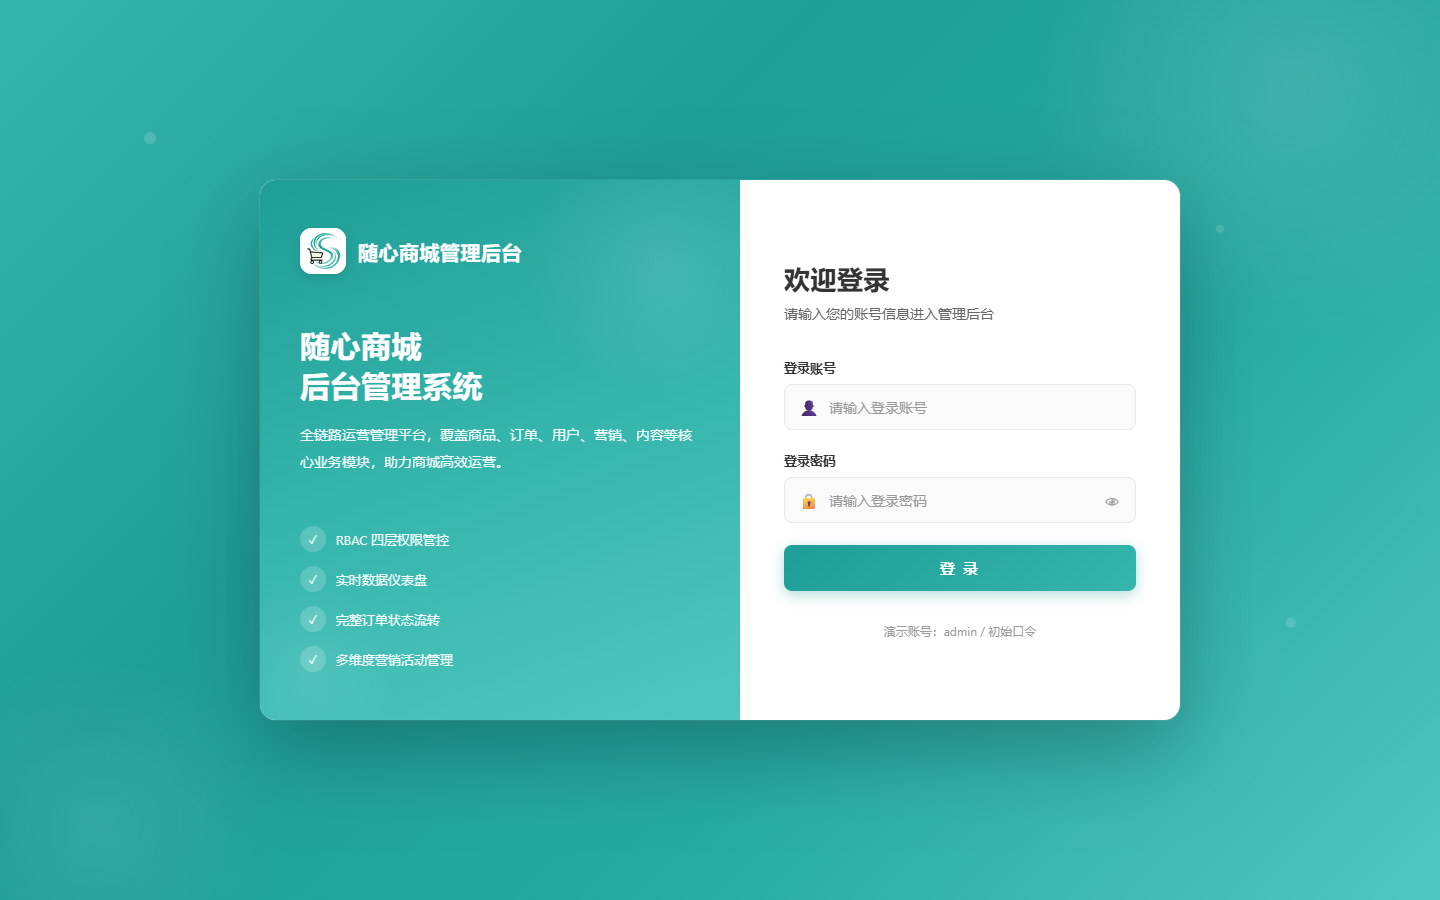 随心商城管理后台
随心商城
后台管理系统
全链路运营管理平台，覆盖商品、订单、用户、营销、内容等核
心业务模块，助力商城高效运营。
✓ RBAC 四层权限管控
✓ 实时数据仪表盘
✓ 完整订单状态流转
✓ 多维度营销活动管理
欢迎登录
请输入您的账号信息进入管理后台
登录账号
请输入登录账号
登录密码
请输入登录密码
登 录
演示账号：admin / 初始口令